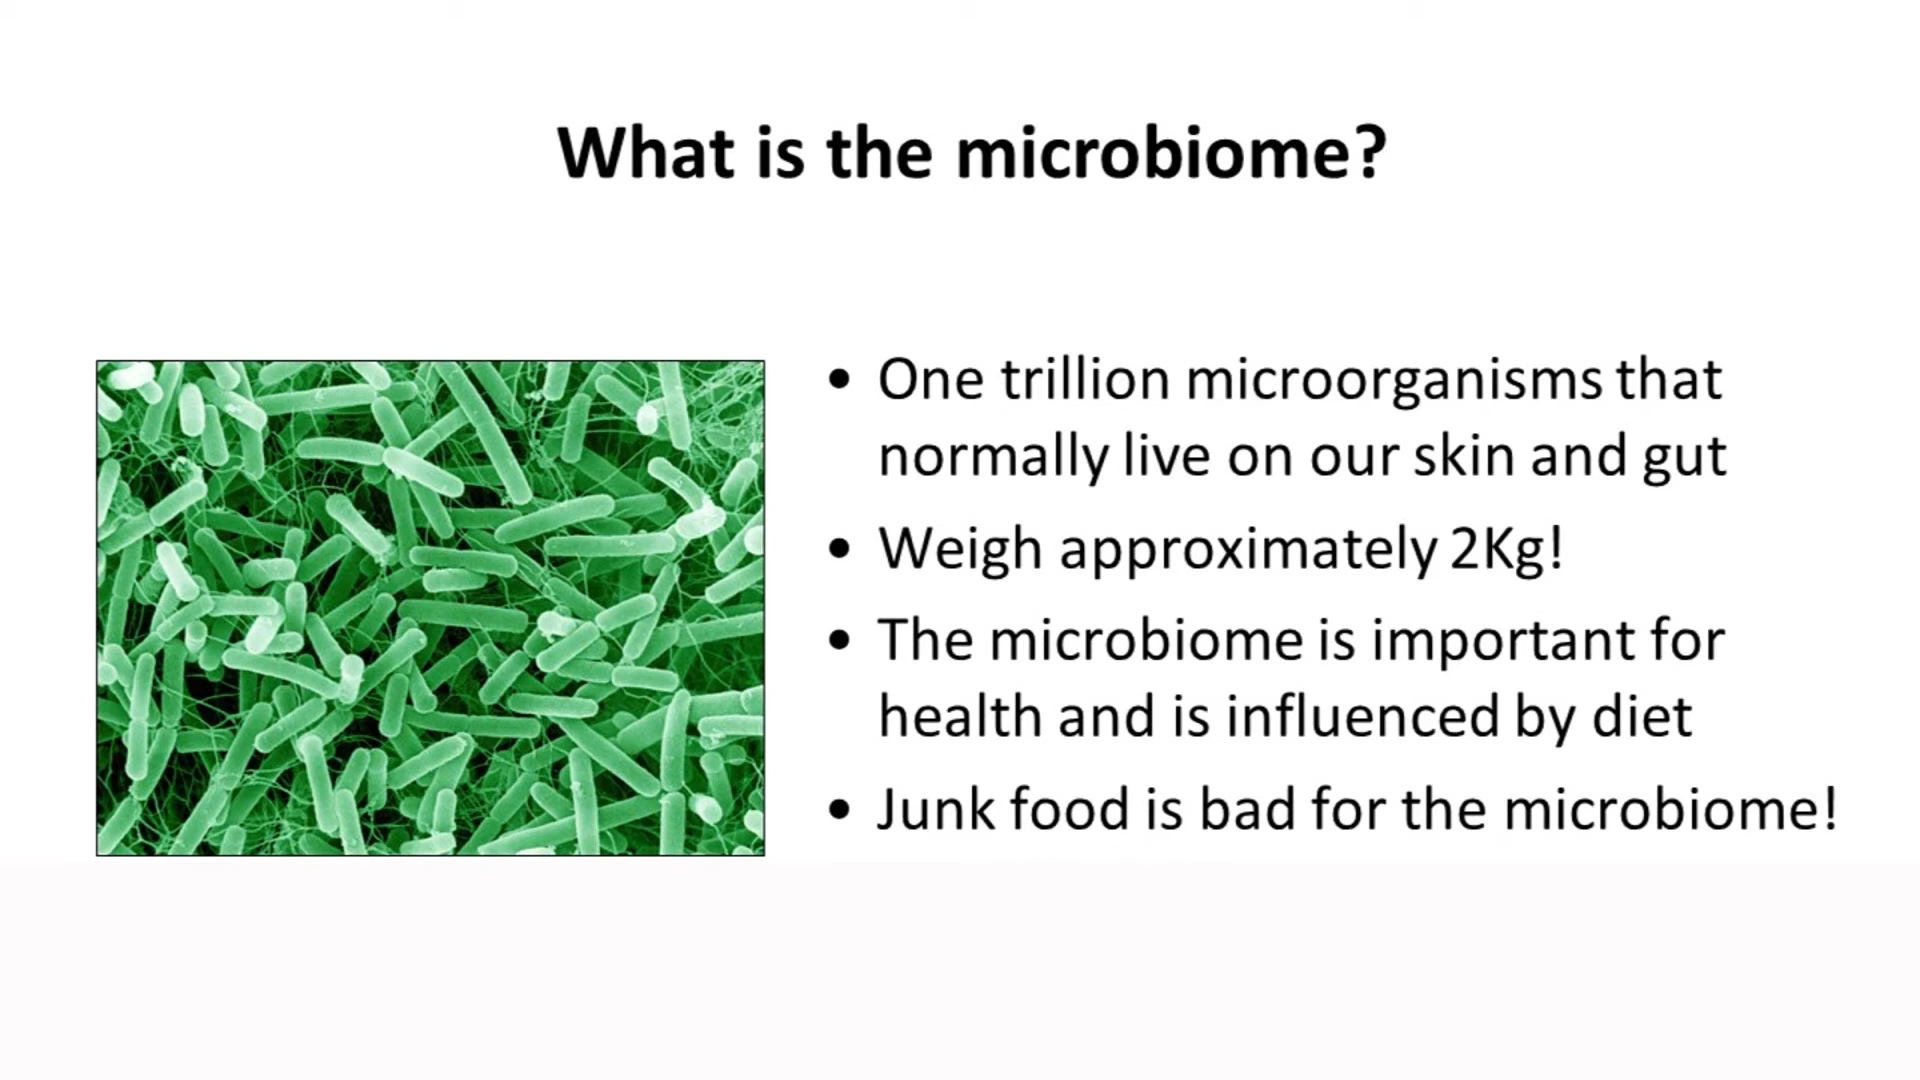 What is the microbiome?
• One trillion microorganisms that
normally live on our skin and gut
• Weigh approximately 2Kg!
• The microbiome is important for
health and is influenced by diet
• Junk food is bad for the microbiome!